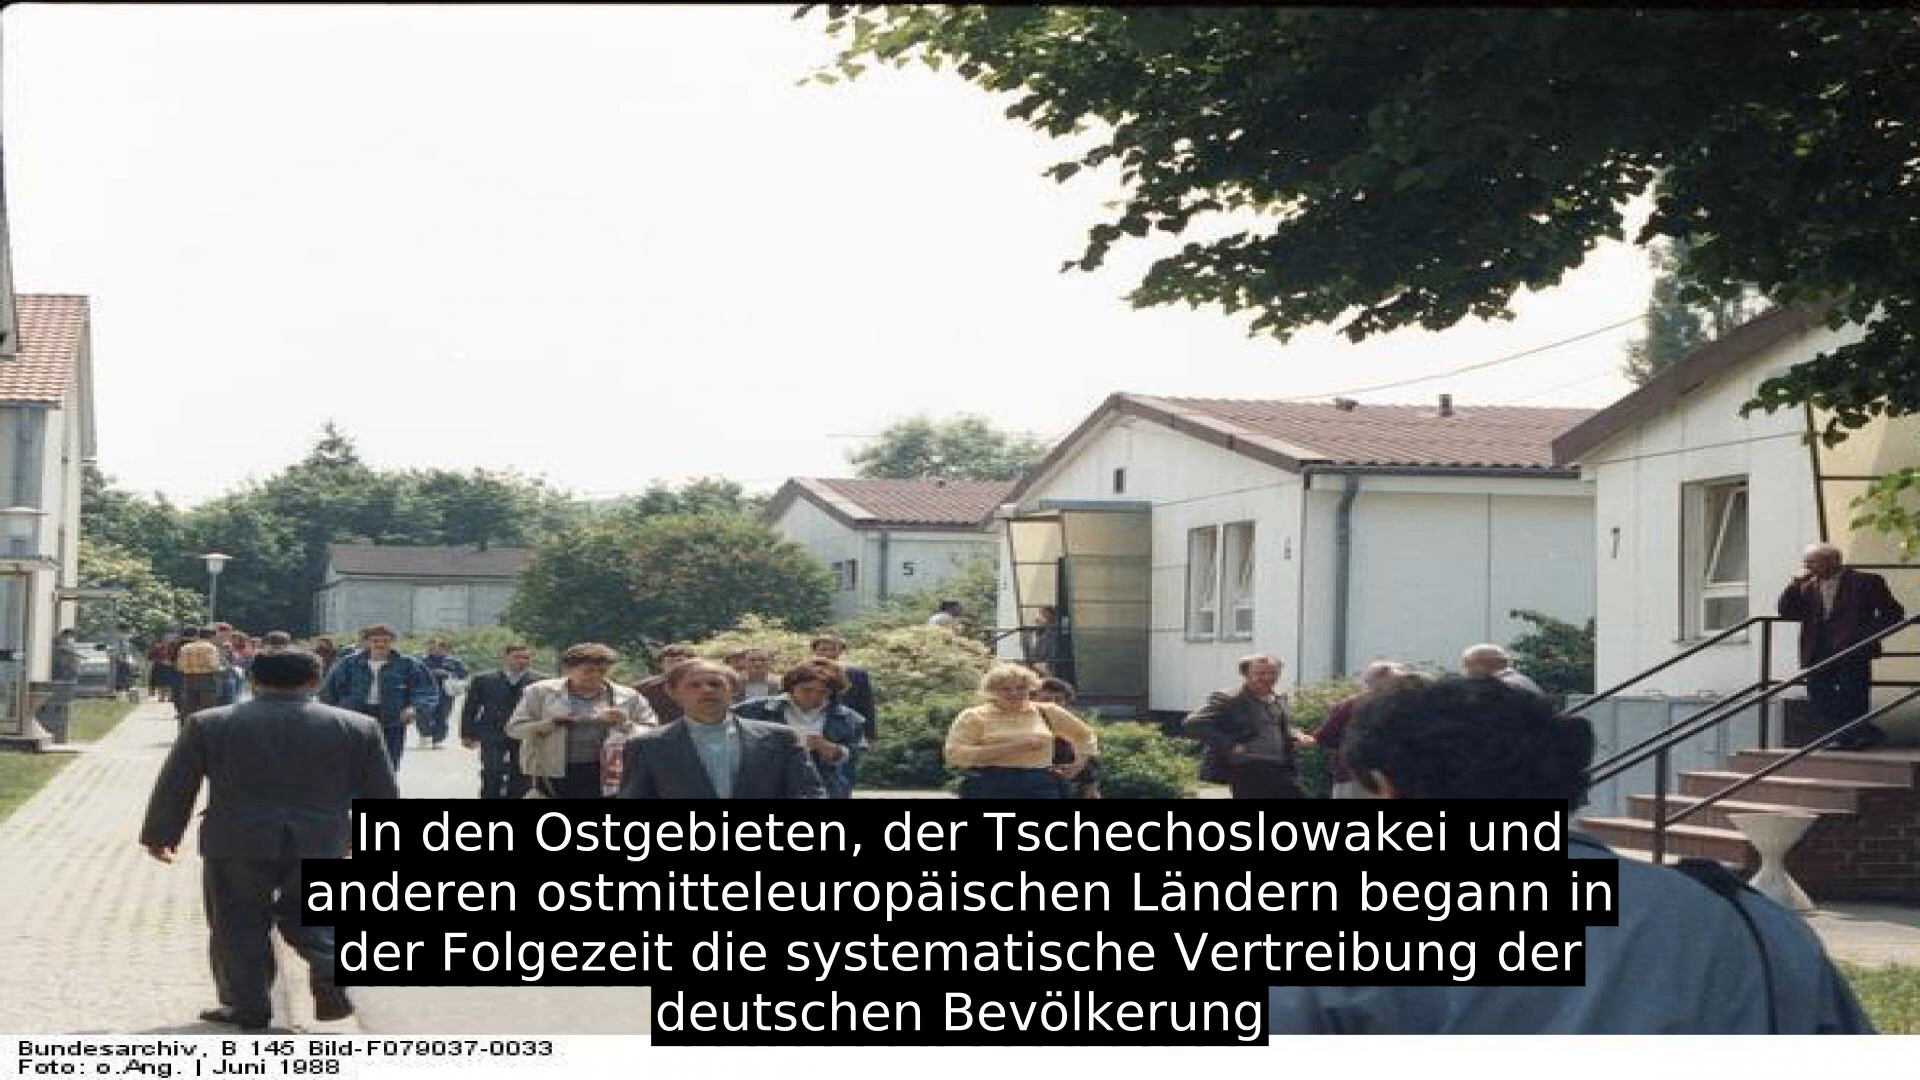 5
7
In den Ostgebieten, der Tschechoslowakei und
anderen ostmitteleuropäischen Ländern begann in
der Folgezeit die systematische Vertreibung der
deutschen Bevölkerung
Bundesarchiv, B 145 Bild-F079037-0033
Foto: o.Ang. | Juni 1988